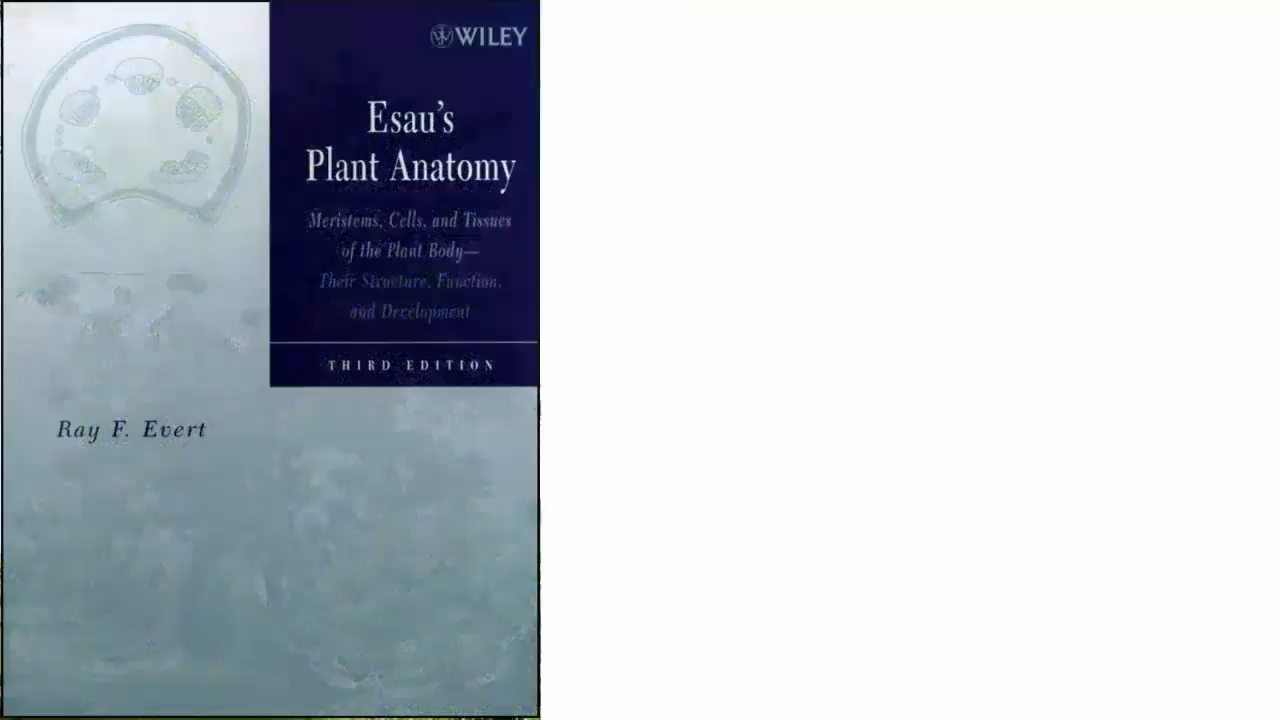 WILEY
Esau's
Plant Anatomy
Meristems, Cells, and Tissues
of the Plant Body—
Their Structure, Function,
and Development
THIRD EDITION
Ray F. Evert